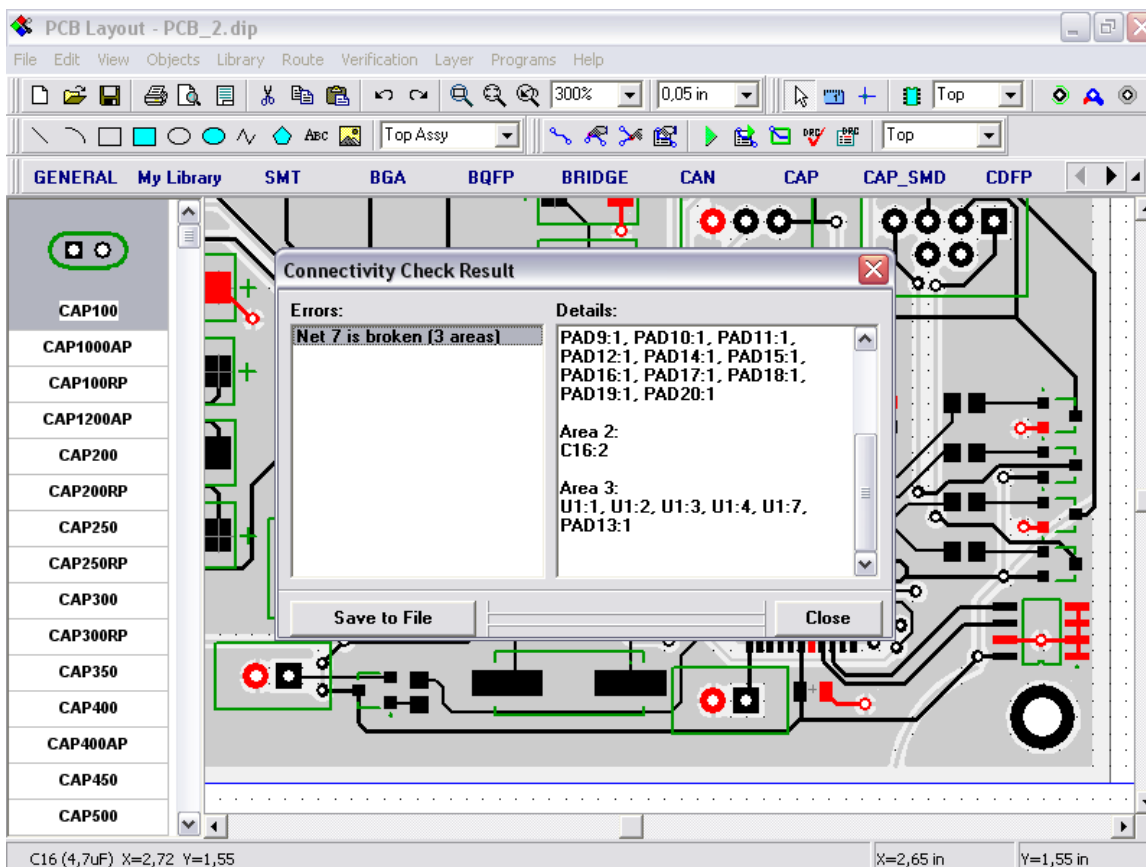 PCB Layout - PCB_2.dip
File Edit View Objects Library Route Verification Layer Programs Help
300% 0,05 in Top
ABC Top Assy DRC DRC Top
GENERAL My Library SMT BGA BQFP BRIDGE CAN CAP CAP_SMD CDFP
CAP100
CAP1000AP
CAP100RP
CAP1200AP
CAP200
CAP200RP
CAP250
CAP250RP
CAP300
CAP300RP
CAP350
CAP400
CAP400AP
CAP450
CAP500
Connectivity Check Result
Errors:
Net 7 is broken (3 areas)
Details:
PAD9:1, PAD10:1, PAD11:1,
PAD12:1, PAD14:1, PAD15:1,
PAD16:1, PAD17:1, PAD18:1,
PAD19:1, PAD20:1
Area 2:
C16:2
Area 3:
U1:1, U1:2, U1:3, U1:4, U1:7,
PAD13:1
Save to File
Close
C16 (4,7uF) X=2,72 Y=1,55
X=2,65 in
Y=1,55 in